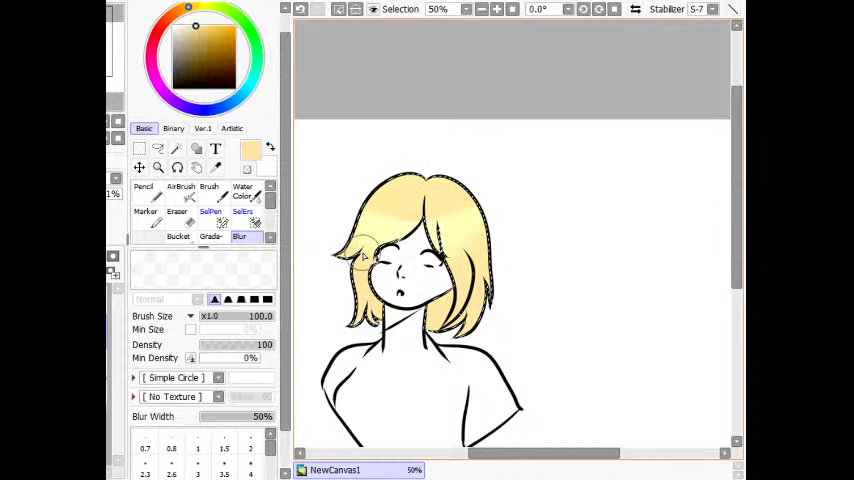 Selection 50% 0.0° Stabilizer S-7
Basic Binary Ver.1 Artistic
T
1%
Pencil AirBrush Brush Water Color
Marker Eraser SelPen SelErs
Bucket Grada- Blur
Normal
Brush Size x1.0 100.0
Min Size 0%
Density 100
Min Density 0%
[ Simple Circle ]
[ No Texture ]
Blur Width 50%
0.7 0.8 1 1.5 2
2.3 2.6 3 3.5 4
NewCanvas1 50%